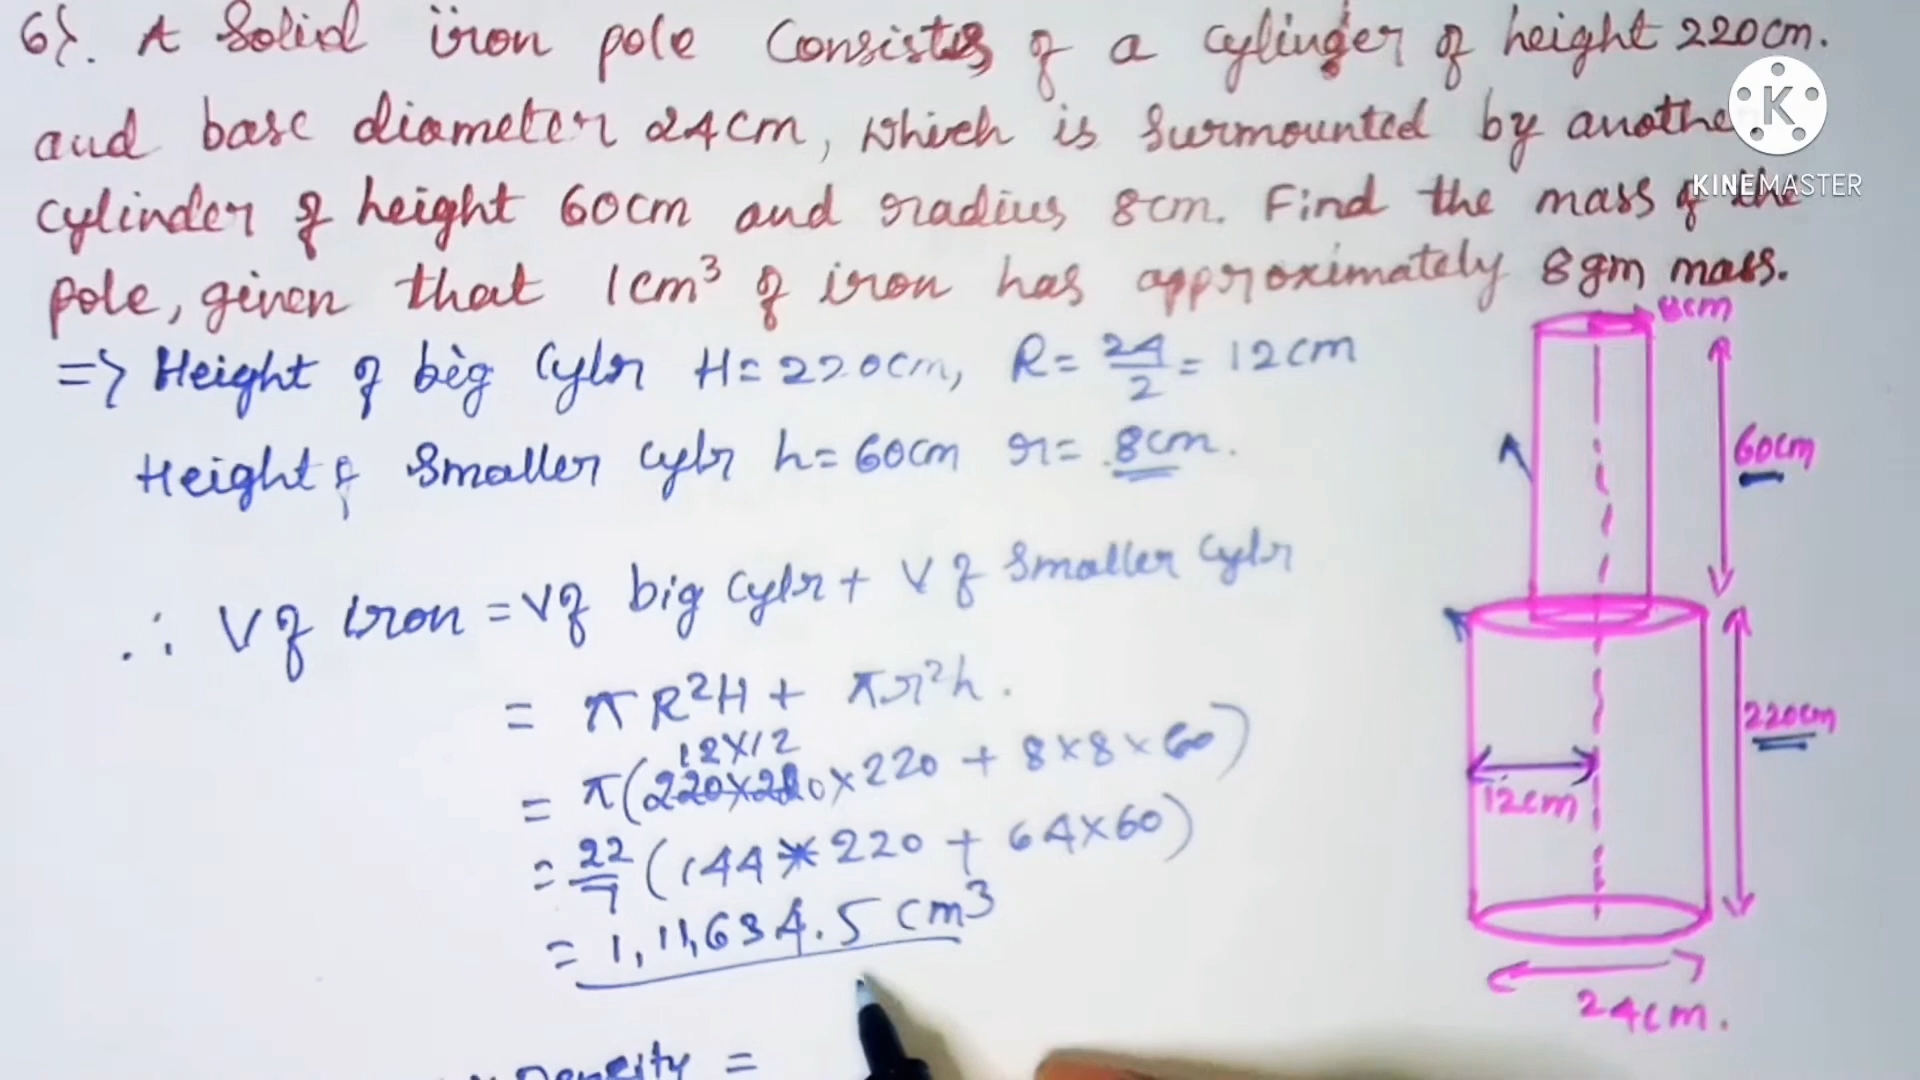 6}. A Solid iron pole Consists of a cylinder of height 220cm.
and base diameter 24cm, which is surmounted by another
cylinder of height 60cm and radius 8cm. Find the mass of the
pole, given that 1cm³ of iron has approximately 8gm mass.
=> Height of big Cylr H= 220cm, R= 24/2 = 12cm
Height of Smaller cylr h= 60cm r= 8cm.
∴ V of iron = V of big cylr + V of Smaller Cylr
= πR²H + πr²h.
12×12
= π( ×220 + 8×8×60)
= 22/7 (144×220 + 64×60)
= 1,11,634.5 cm³
Density =
K
KINEMASTER
8cm
60cm
220cm
12cm
24cm.